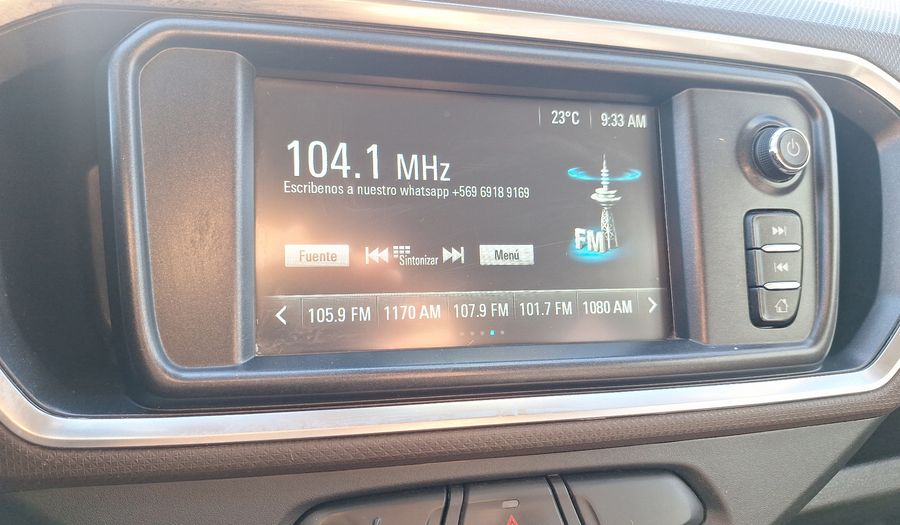 23°C 9:33 AM
104.1 MHz
Escribenos a nuestro whatsapp +569 6918 9169
FM
Fuente Sintonizar Menú
105.9 FM 1170 AM 107.9 FM 101.7 FM 1080 AM